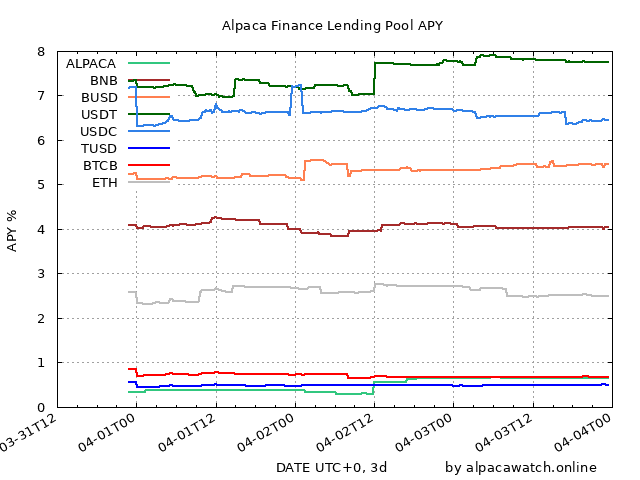 Alpaca Finance Lending Pool APY
8
7
6
5
4
3
2
1
0
APY %
ALPACA
BNB
BUSD
USDT
USDC
TUSD
BTCB
ETH
03-31T12
04-01T00
04-01T12
04-02T00
04-02T12
04-03T00
04-03T12
04-04T00
DATE UTC+0, 3d
by alpacawatch.online